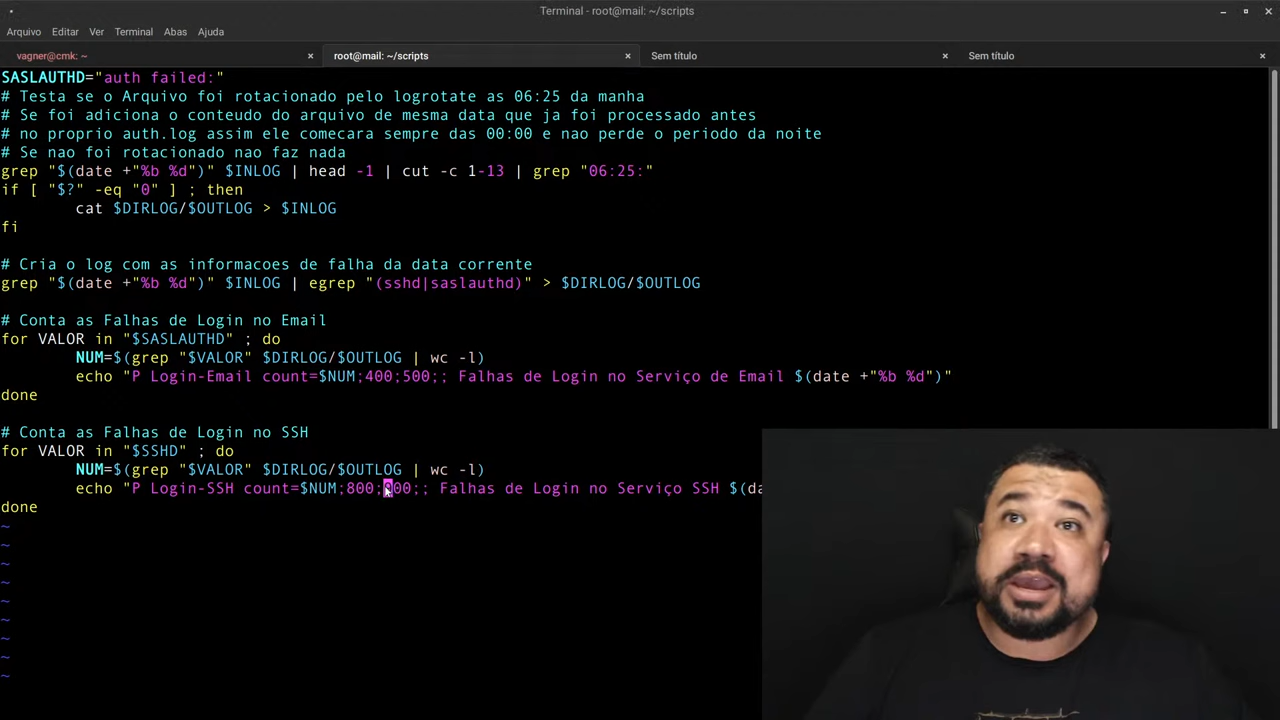 Terminal - root@mail: ~/scripts
Arquivo Editar Ver Terminal Abas Ajuda
vagner@cmk: ~ × root@mail: ~/scripts × Sem título × Sem título ×
SASLAUTHD="auth failed:"
# Testa se o Arquivo foi rotacionado pelo logrotate as 06:25 da manha
# Se foi adiciona o conteudo do arquivo de mesma data que ja foi processado antes
# no proprio auth.log assim ele comecara sempre das 00:00 e nao perde o periodo da noite
# Se nao foi rotacionado nao faz nada
grep "$(date +"%b %d")" $INLOG | head -1 | cut -c 1-13 | grep "06:25:"
if [ "$?" -eq "0" ] ; then
cat $DIRLOG/$OUTLOG > $INLOG
fi
# Cria o log com as informacoes de falha da data corrente
grep "$(date +"%b %d")" $INLOG | egrep "(sshd|saslauthd)" > $DIRLOG/$OUTLOG
# Conta as Falhas de Login no Email
for VALOR in "$SASLAUTHD" ; do
NUM=$(grep "$VALOR" $DIRLOG/$OUTLOG | wc -l)
echo "P Login-Email count=$NUM;400;500;; Falhas de Login no Serviço de Email $(date +"%b %d")"
done
# Conta as Falhas de Login no SSH
for VALOR in "$SSHD" ; do
NUM=$(grep "$VALOR" $DIRLOG/$OUTLOG | wc -l)
echo "P Login-SSH count=$NUM;800; Falhas de Login no Serviço SSH $(da
done
~
~
~
~
~
~
~
~
~